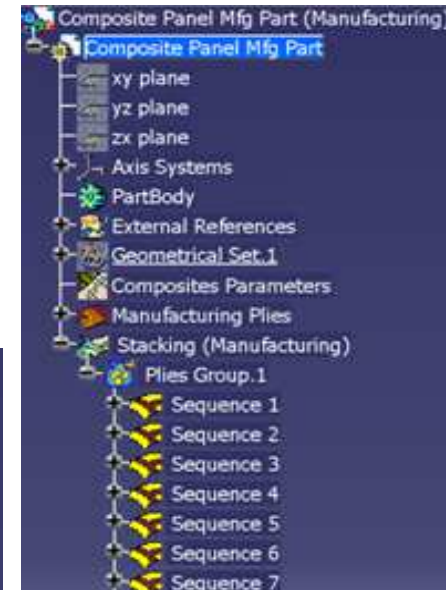 Composite Panel Mfg Part (Manufacturing)
Composite Panel Mfg Part
xy plane
yz plane
zx plane
Axis Systems
PartBody
External References
Geometrical Set.1
Composites Parameters
Manufacturing Plies
Stacking (Manufacturing)
Plies Group.1
Sequence 1
Sequence 2
Sequence 3
Sequence 4
Sequence 5
Sequence 6
Sequence 7